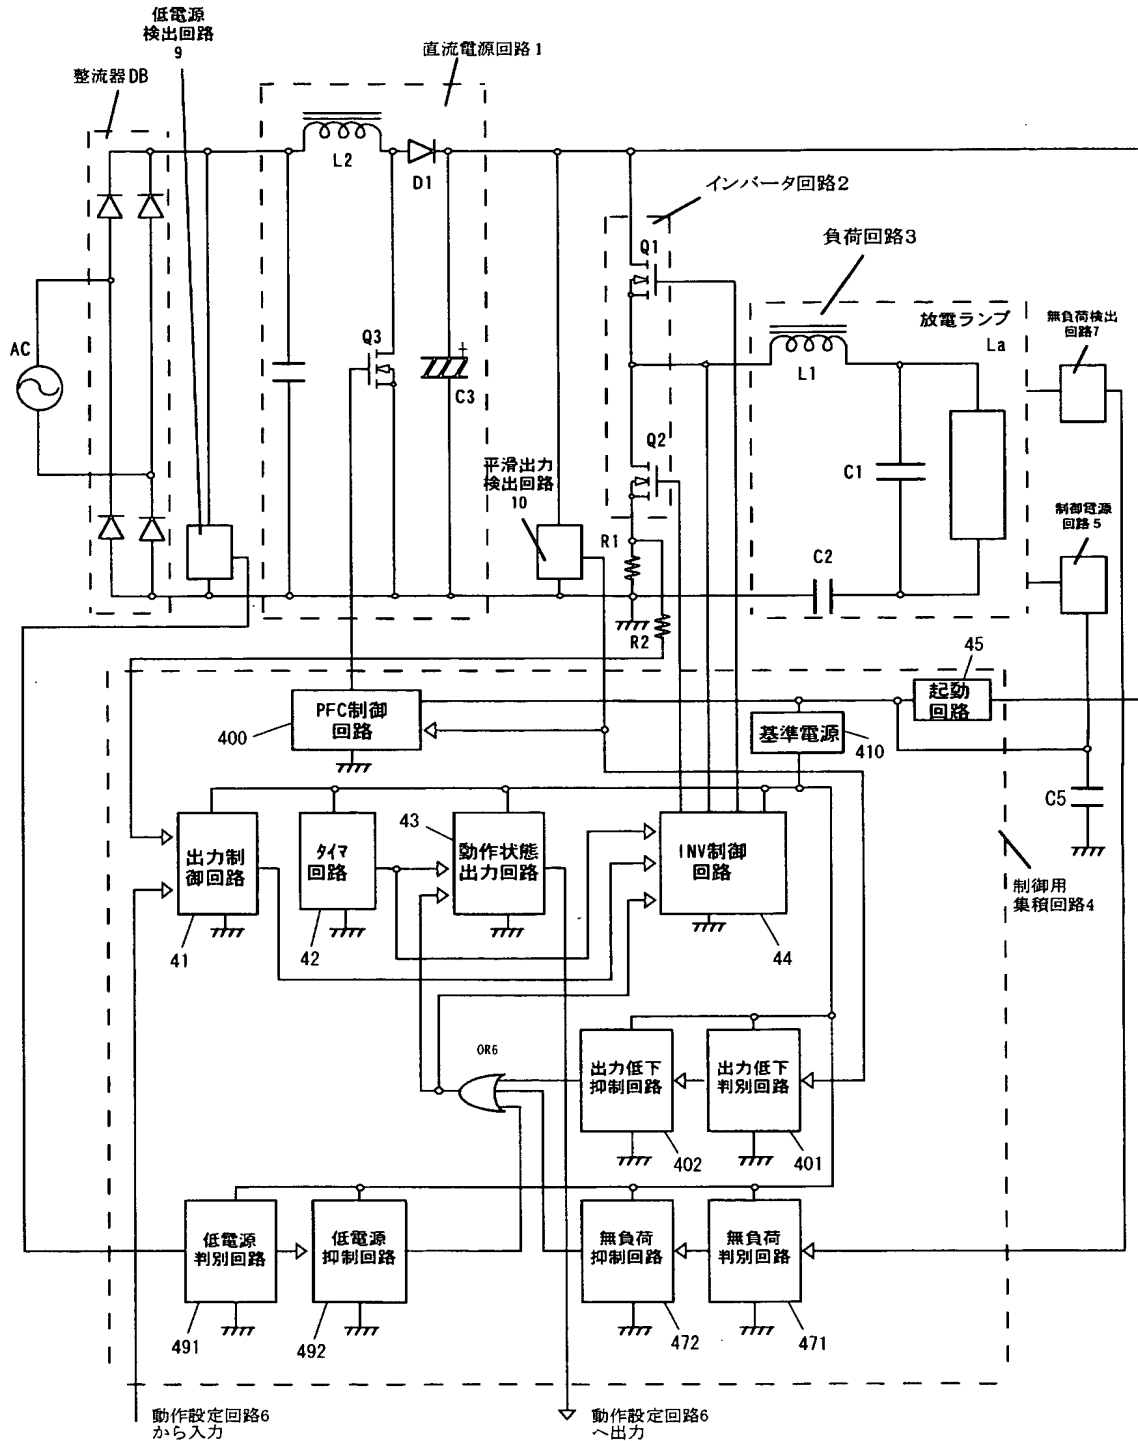 低電源
検出回路
9
整流器DB
直流電源回路1
L2
D1
インバータ回路2
負荷回路3
Q1
放電ランプ
La
無負荷検出
回路7
AC
Q3
C3
L1
Q2
平滑出力
検出回路
10
C1
制御電源
回路5
R1
C2
R2
45
起動
回路
PFC制御
回路
400
基準電源
410
C5
43
出力制
御回路
タイマ
回路
動作状態
出力回路
INV制御
回路
制御用
集積回路4
41
42
44
OR6
出力低下
抑制回路
出力低下
判別回路
402
401
低電源
判別回路
低電源
抑制回路
無負荷
抑制回路
無負荷
判別回路
491
492
472
471
動作設定回路6
から入力
動作設定回路6
へ出力